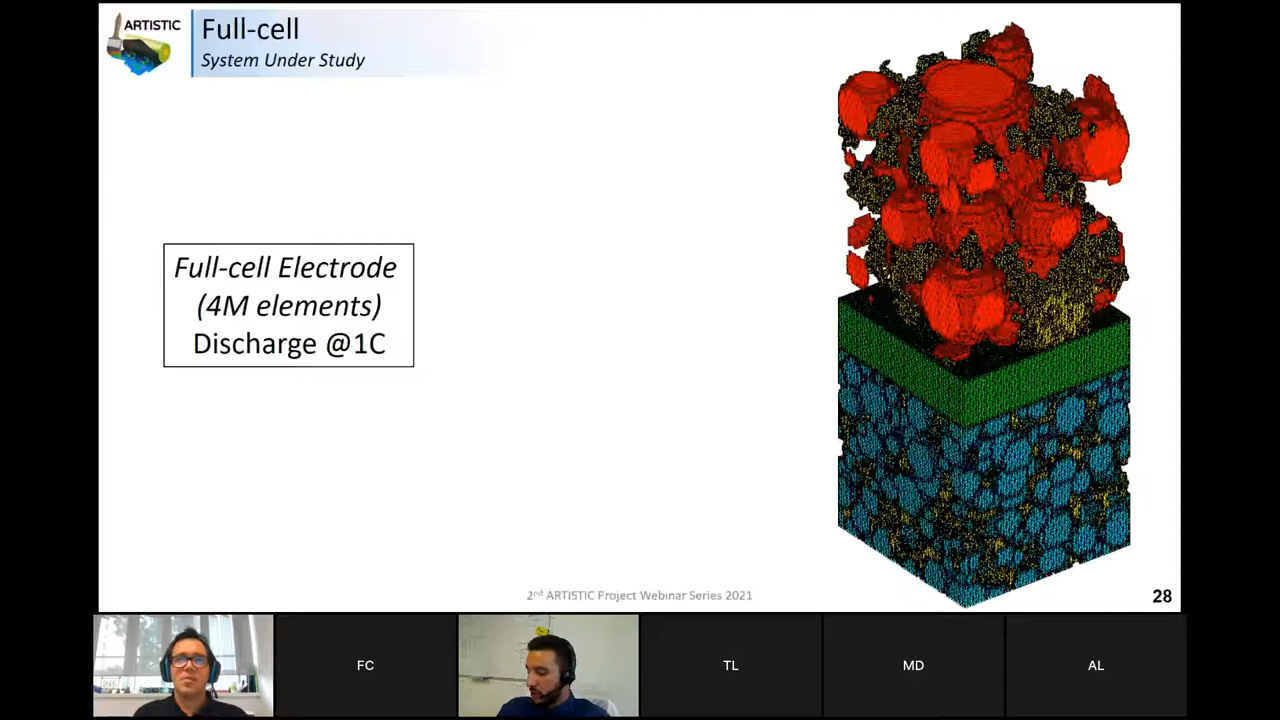 ARTISTIC
Full-cell
System Under Study
Full-cell Electrode
(4M elements)
Discharge @1C
2nd ARTISTIC Project Webinar Series 2021
28
FC
TL
MD
AL